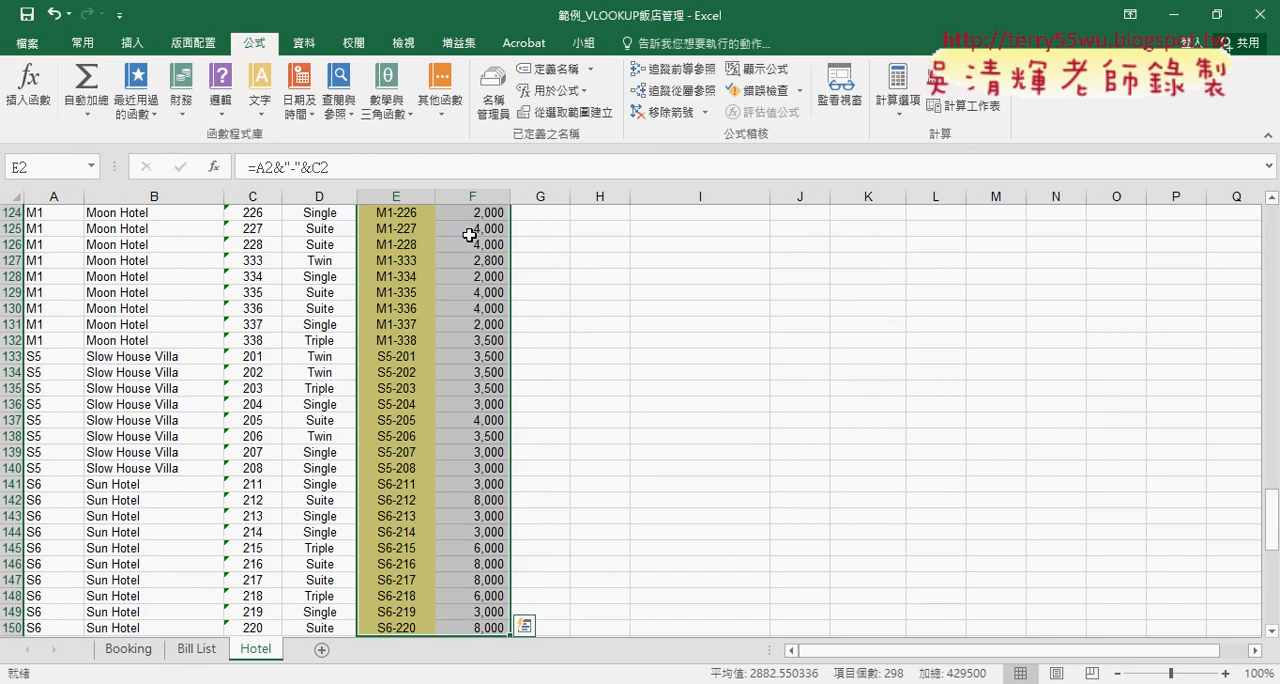 範例_VLOOKUP飯店管理 - Excel
http://terry55wu.blogspot.tw
登入 共用
吳清輝老師錄製
檔案 常用 插入 版面配置 公式 資料 校閱 檢視 增益集 Acrobat 小組 告訴我您想要執行的動作...
插入函數 自動加總 最近用過的函數 財務 邏輯 文字 日期及時間 查閱與參照 數學與三角函數 其他函數
函數程式庫
名稱管理員 定義名稱 用於公式 從選取範圍建立
已定義之名稱
追蹤前導參照 追蹤從屬參照 移除箭號 顯示公式 錯誤檢查 評估值公式 監看視窗
公式稽核
計算選項 計算工作表
計算
E2 fx =A2&"-"&C2
A B C D E F G H I J K L M N O P Q
124 M1 Moon Hotel 226 Single M1-226 2,000
125 M1 Moon Hotel 227 Suite M1-227 4,000
126 M1 Moon Hotel 228 Suite M1-228 4,000
127 M1 Moon Hotel 333 Twin M1-333 2,800
128 M1 Moon Hotel 334 Single M1-334 2,000
129 M1 Moon Hotel 335 Suite M1-335 4,000
130 M1 Moon Hotel 336 Suite M1-336 4,000
131 M1 Moon Hotel 337 Single M1-337 2,000
132 M1 Moon Hotel 338 Triple M1-338 3,500
133 S5 Slow House Villa 201 Twin S5-201 3,500
134 S5 Slow House Villa 202 Twin S5-202 3,500
135 S5 Slow House Villa 203 Triple S5-203 3,500
136 S5 Slow House Villa 204 Single S5-204 3,000
137 S5 Slow House Villa 205 Suite S5-205 4,000
138 S5 Slow House Villa 206 Twin S5-206 3,500
139 S5 Slow House Villa 207 Single S5-207 3,000
140 S5 Slow House Villa 208 Single S5-208 3,000
141 S6 Sun Hotel 211 Single S6-211 3,000
142 S6 Sun Hotel 212 Suite S6-212 8,000
143 S6 Sun Hotel 213 Single S6-213 3,000
144 S6 Sun Hotel 214 Single S6-214 3,000
145 S6 Sun Hotel 215 Triple S6-215 6,000
146 S6 Sun Hotel 216 Suite S6-216 8,000
147 S6 Sun Hotel 217 Suite S6-217 8,000
148 S6 Sun Hotel 218 Triple S6-218 6,000
149 S6 Sun Hotel 219 Single S6-219 3,000
150 S6 Sun Hotel 220 Suite S6-220 8,000
Booking Bill List Hotel
就緒 平均值: 2882.550336 項目個數: 298 加總: 429500 100%